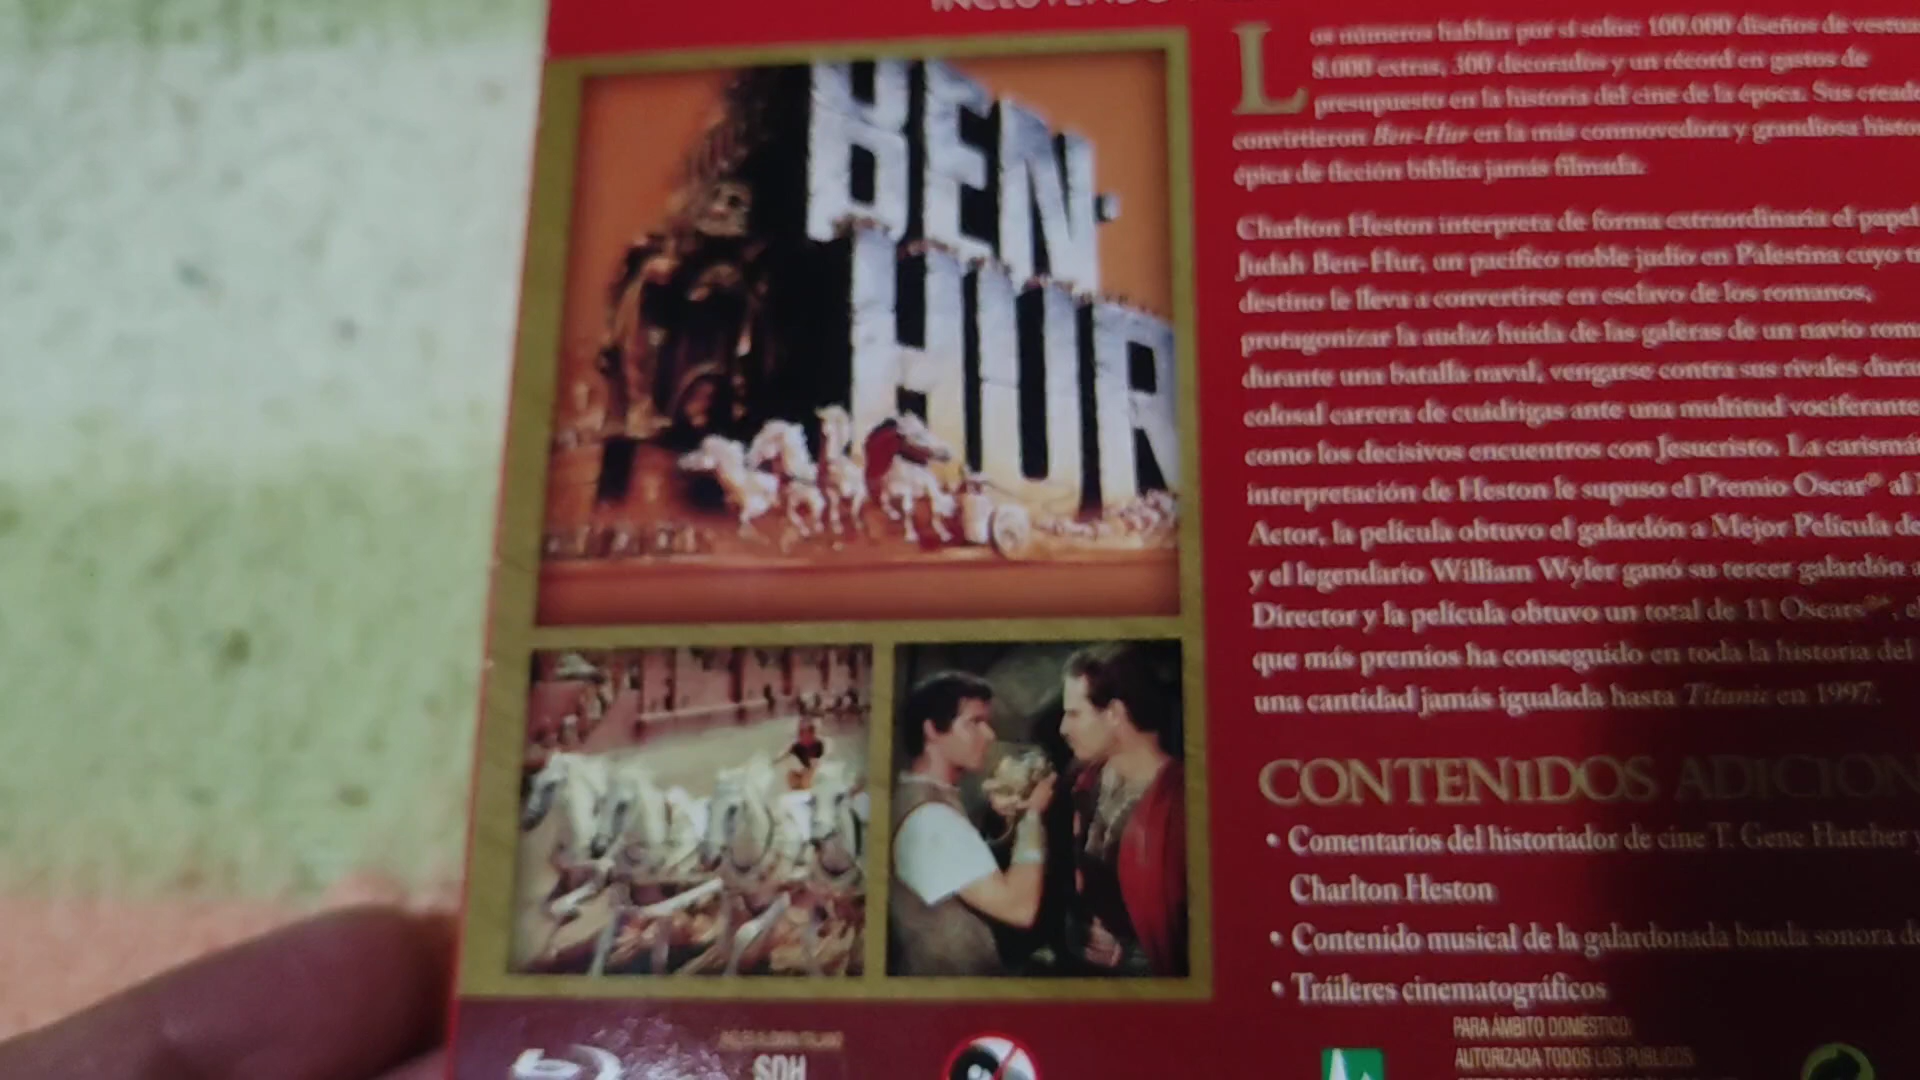 BEN-
HUR
Los números hablan por sí solos: 100.000 diseños de
8.000 extras, 300 decorados y un récord en gastos de
presupuesto en la historia del cine de la época. Sus
convirtieron Ben-Hur en la más conmovedora y grandiosa
épica de ficción bíblica jamás filmada.
Charlton Heston interpreta de forma extraordinaria el papel
Judah Ben-Hur, un pacífico noble judío en Palestina cuyo
destino le lleva a convertirse en esclavo de los romanos,
protagonizar la audaz huida de las galeras de un navío
durante una batalla naval, vengarse contra sus rivales
colosal carrera de cuádrigas ante una multitud vociferante
como los decisivos encuentros con Jesucristo. La
interpretación de Heston le supuso el Premio Oscar® al
Actor, la película obtuvo el galardón a Mejor Película de
y el legendario William Wyler ganó su tercer galardón a
Director y la película obtuvo un total de 11 Oscars
que más premios ha conseguido en toda la historia del
una cantidad jamás igualada hasta Titanic en 1997.
CONTENIDOS
• Comentarios del historiador de cine T. Gene Hatcher y
Charlton Heston
• Contenido musical de la galardonada banda sonora de
• Tráileres cinematográficos
SDH
PARA ÁMBITO DOMÉSTICO.
AUTORIZADA TODOS LOS PÚBLICOS